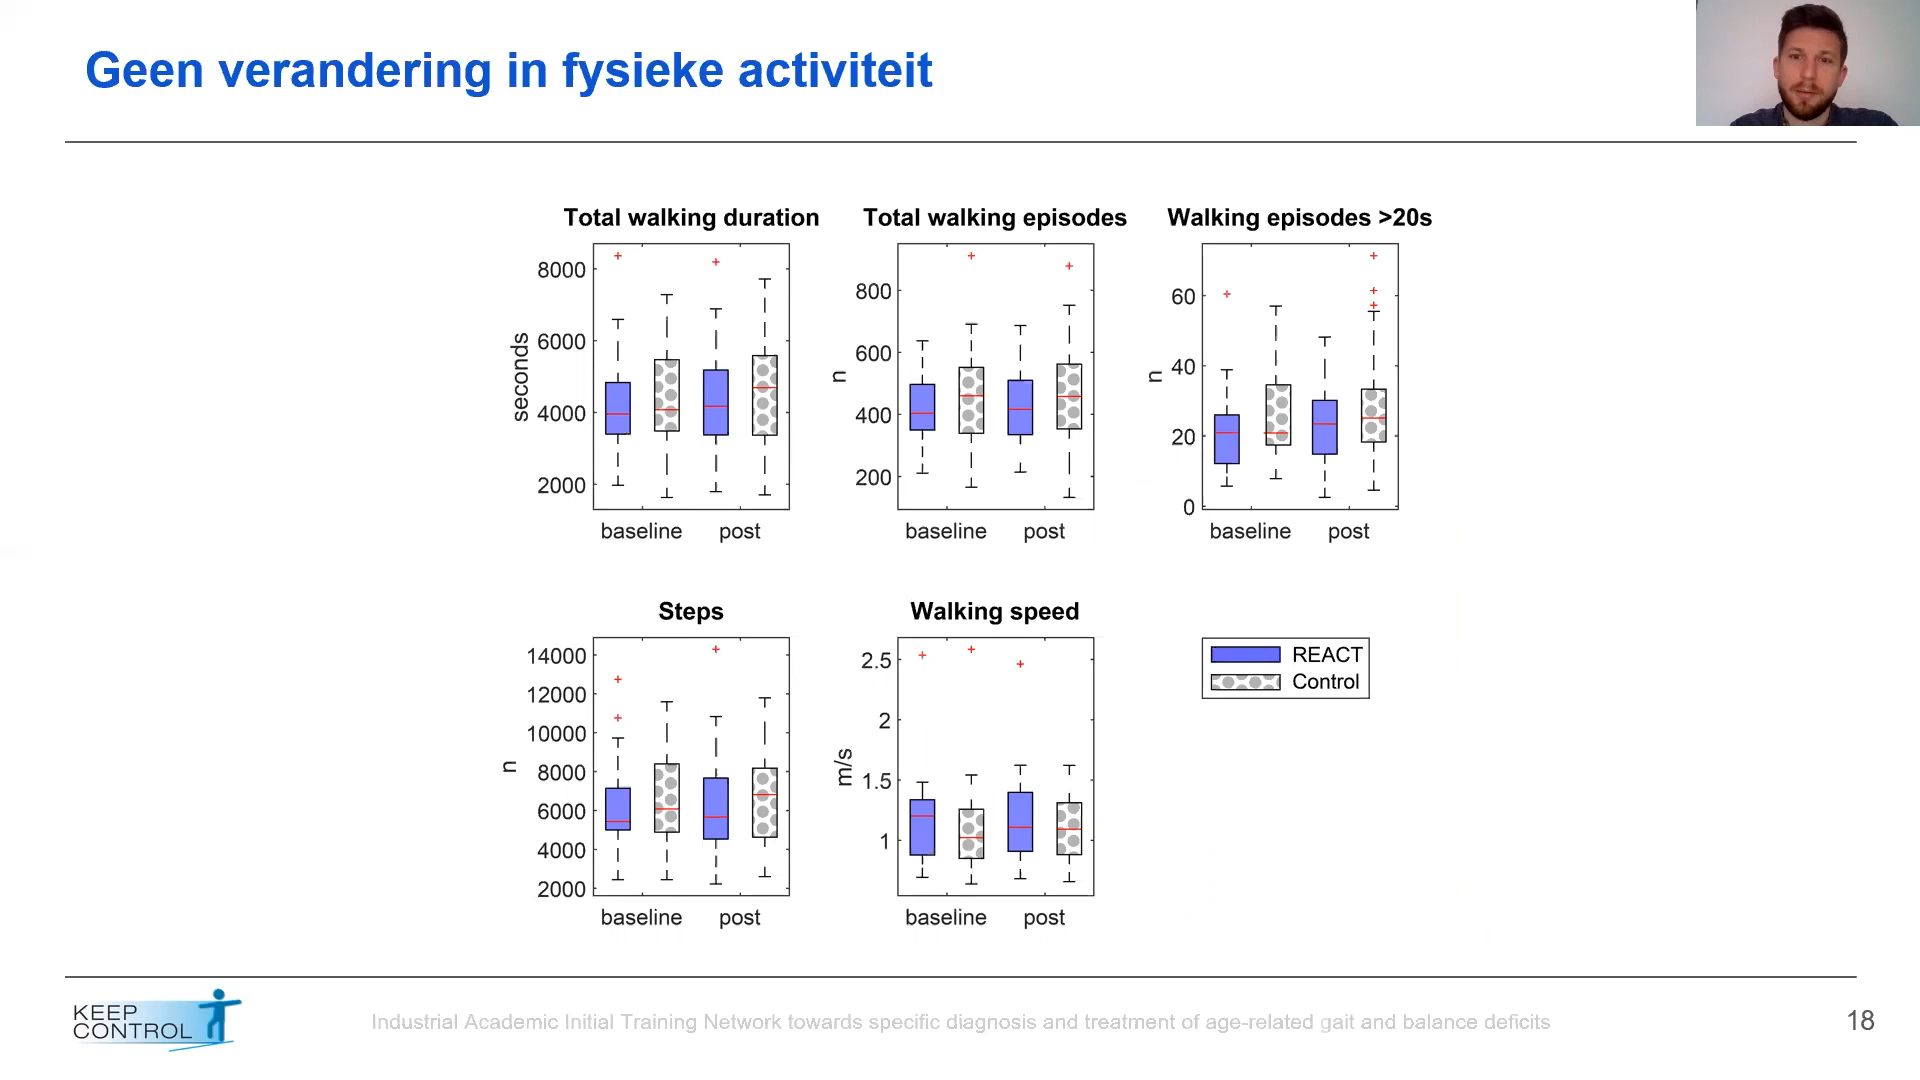 Geen verandering in fysieke activiteit
Total walking duration
seconds
8000
6000
4000
2000
baseline post
Total walking episodes
n
800
600
400
200
baseline post
Walking episodes >20s
n
60
40
20
0
baseline post
Steps
n
14000
12000
10000
8000
6000
4000
2000
baseline post
Walking speed
m/s
2.5
2
1.5
1
baseline post
REACT
Control
KEEP
CONTROL
Industrial Academic Initial Training Network towards specific diagnosis and treatment of age-related gait and balance deficits
18